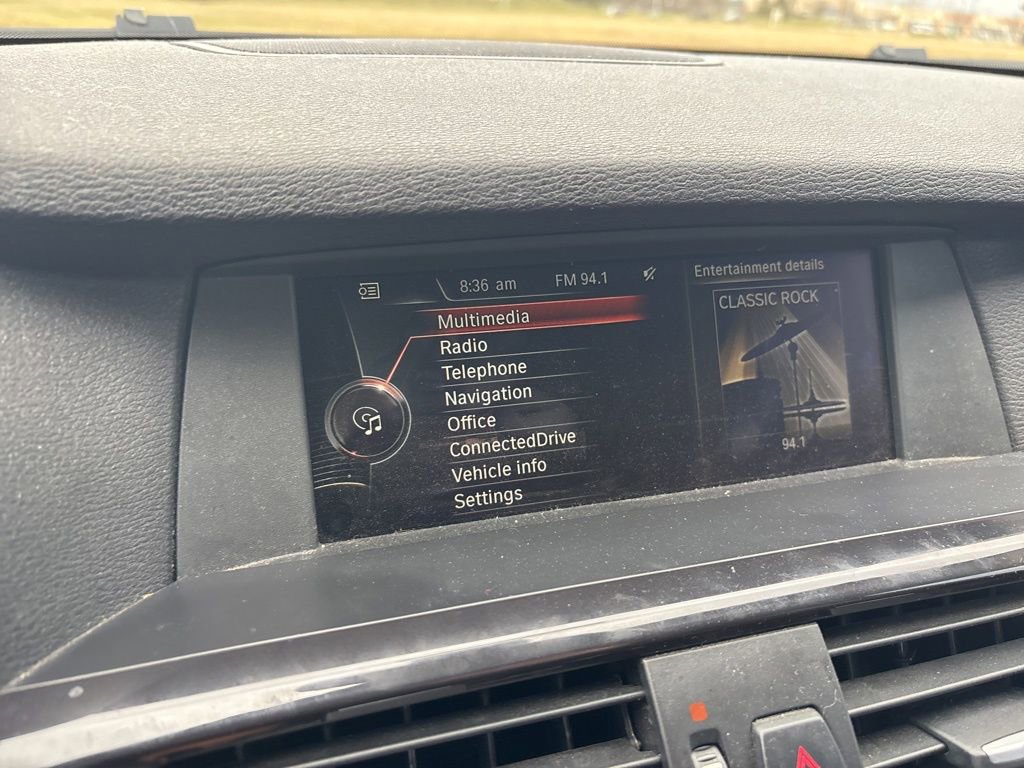 8:36 am
FM 94.1
Entertainment details
Multimedia
Radio
Telephone
Navigation
Office
ConnectedDrive
Vehicle info
Settings
CLASSIC ROCK
94.1